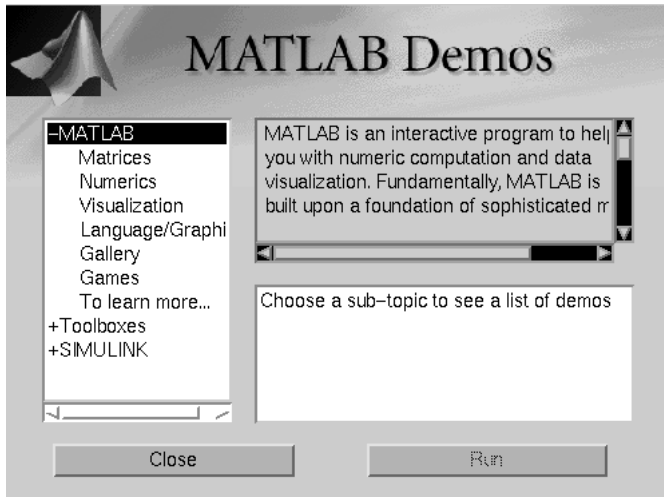 MATLAB Demos
-MATLAB
Matrices
Numerics
Visualization
Language/Graphi
Gallery
Games
To learn more...
+Toolboxes
+SIMULINK
MATLAB is an interactive program to help
you with numeric computation and data
visualization. Fundamentally, MATLAB is
built upon a foundation of sophisticated m
Choose a sub-topic to see a list of demos
Close
Run